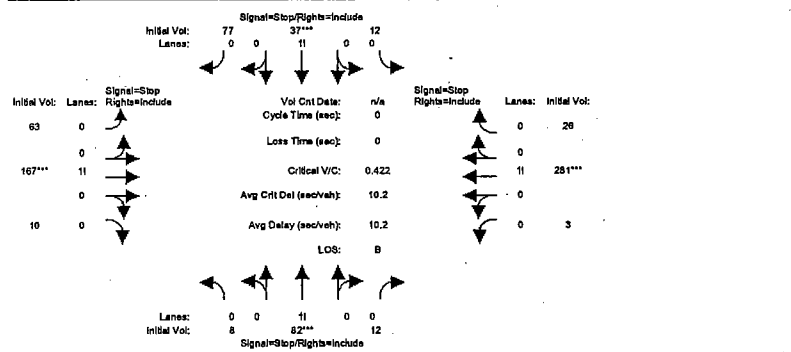 Signal=Stop/Rights=Include
Initial Vol: 77 37*** 12
Lanes: 0 0 1! 0 0
Signal=Stop
Initial Vol: Lanes: Rights=Include
Vol Cnt Date: n/a
Signal=Stop
Rights=Include Lanes: Initial Vol:
Cycle Time (sec): 0
63 0
0 26
Loss Time (sec): 0
0
0
167*** 1!
Critical V/C: 0.422
1! 281***
0
Avg Crit Del (sec/veh): 10.2
0
10 0
Avg Delay (sec/veh): 10.2
0 3
LOS: B
Lanes: 0 0 1! 0 0
Initial Vol: 8 82*** 12
Signal=Stop/Rights=Include